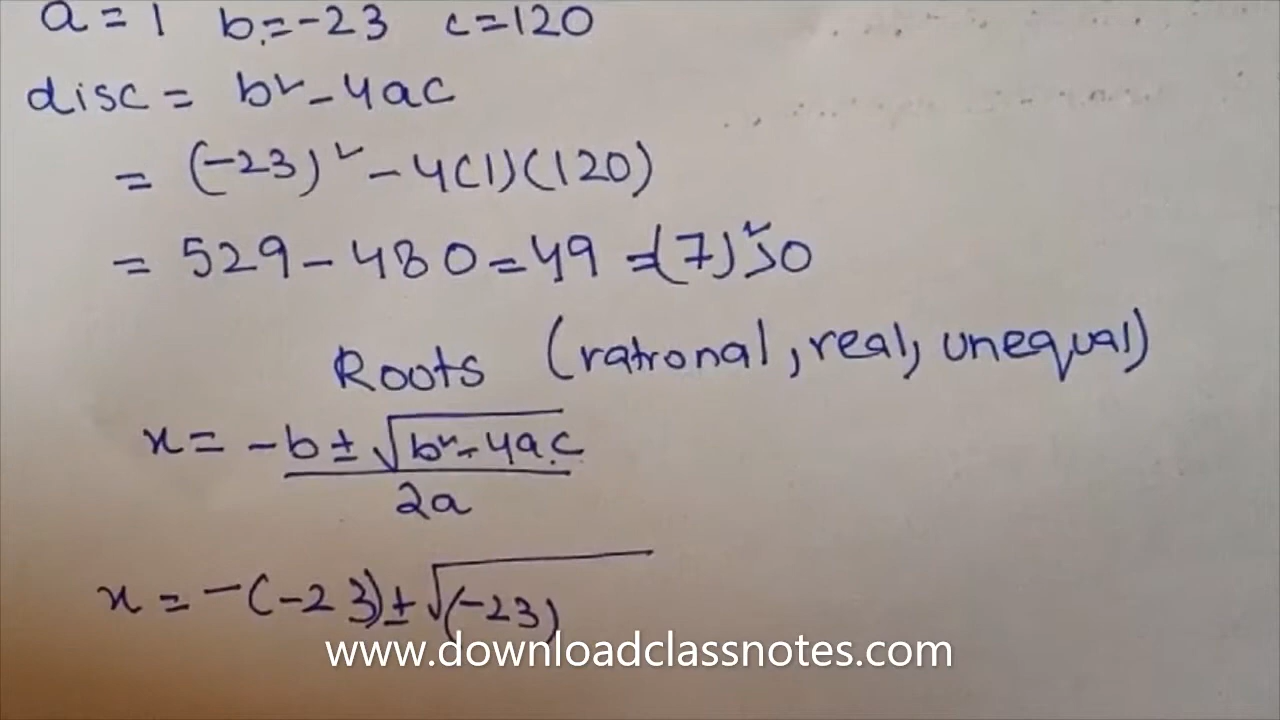 a = 1 b = -23 c = 120
disc = b² - 4ac
= (-23)² - 4(1)(120)
= 529 - 480 = 49 = (7)² > 0
Roots (rational, real, unequal)
x = -b ± √b² - 4ac
2a
x = -(-23) ± √(-23)
www.downloadclassnotes.com